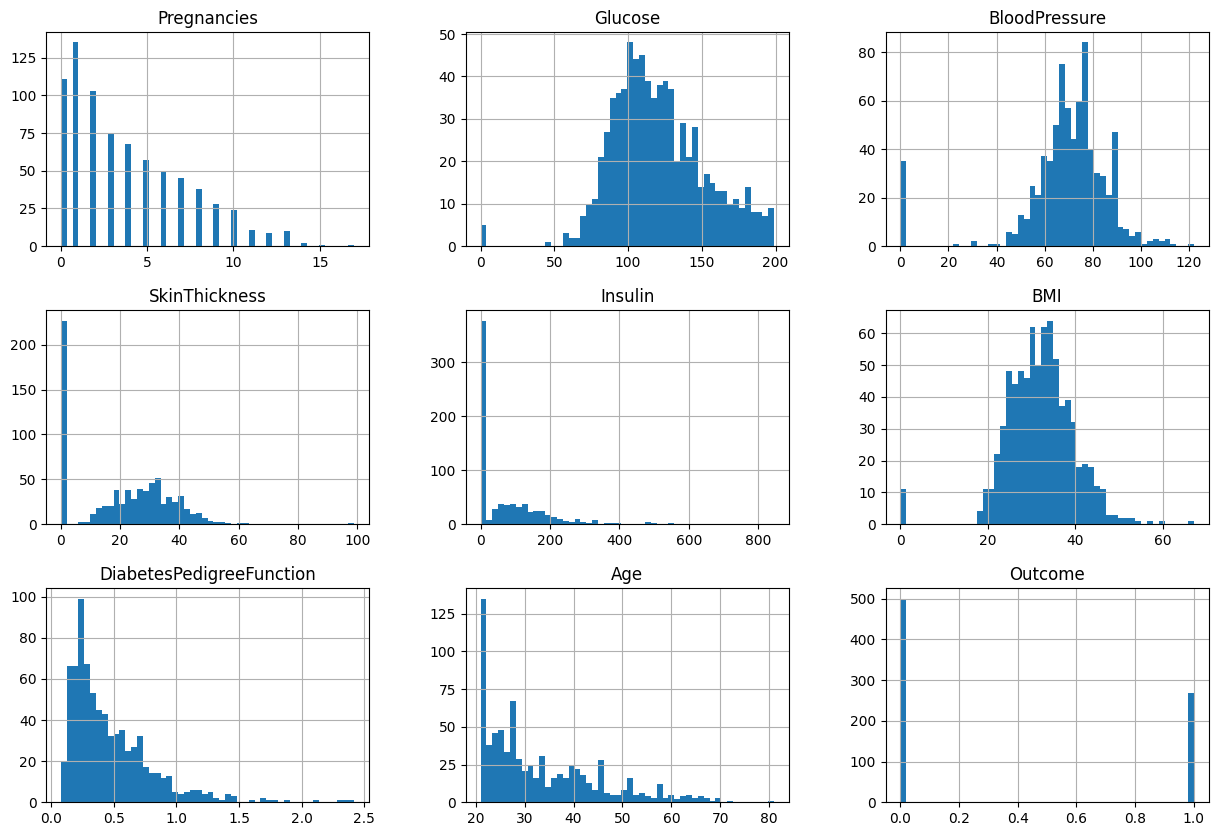 Pregnancies
125
100
75
50
25
0
0 5 10 15
Glucose
50
40
30
20
10
0
0 50 100 150 200
BloodPressure
80
60
40
20
0
0 20 40 60 80 100 120
SkinThickness
200
150
100
50
0
0 20 40 60 80 100
Insulin
300
200
100
0
0 200 400 600 800
BMI
60
50
40
30
20
10
0
0 20 40 60
DiabetesPedigreeFunction
100
80
60
40
20
0
0.0 0.5 1.0 1.5 2.0 2.5
Age
125
100
75
50
25
0
20 30 40 50 60 70 80
Outcome
500
400
300
200
100
0
0.0 0.2 0.4 0.6 0.8 1.0